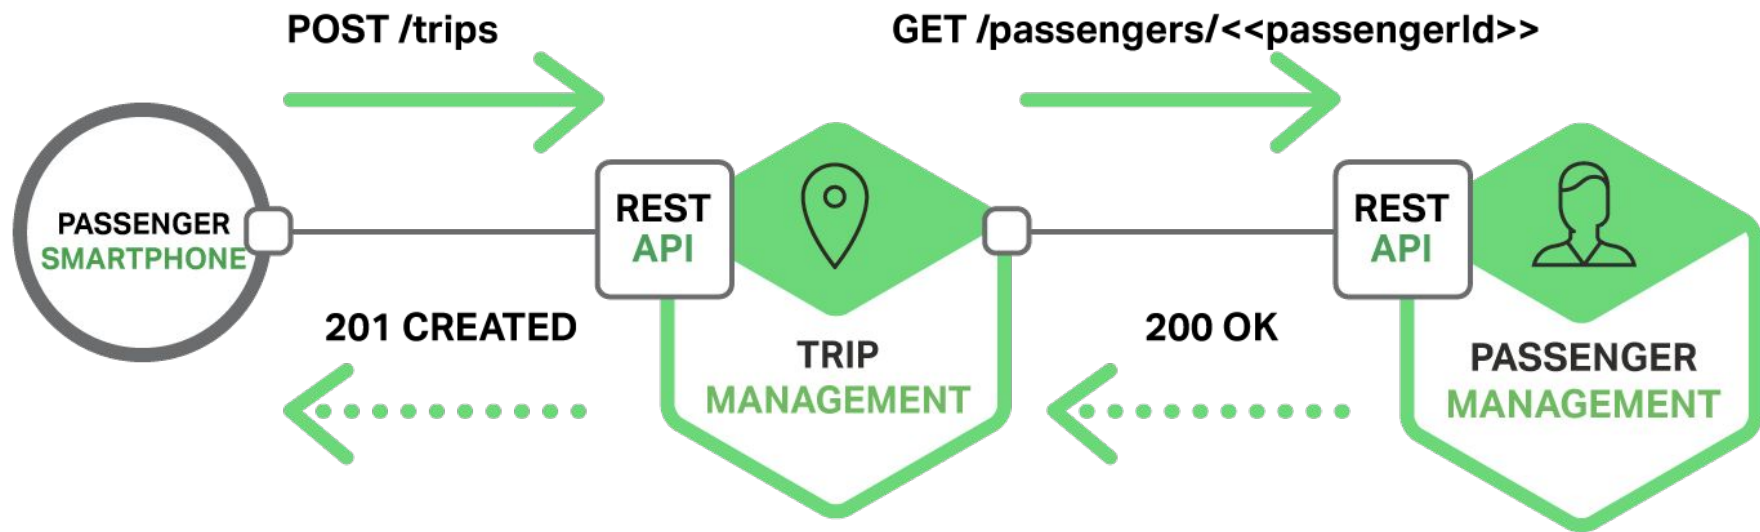 POST /trips
GET /passengers/<<passengerId>>
PASSENGER
SMARTPHONE
REST
API
REST
API
201 CREATED
TRIP
MANAGEMENT
200 OK
PASSENGER
MANAGEMENT